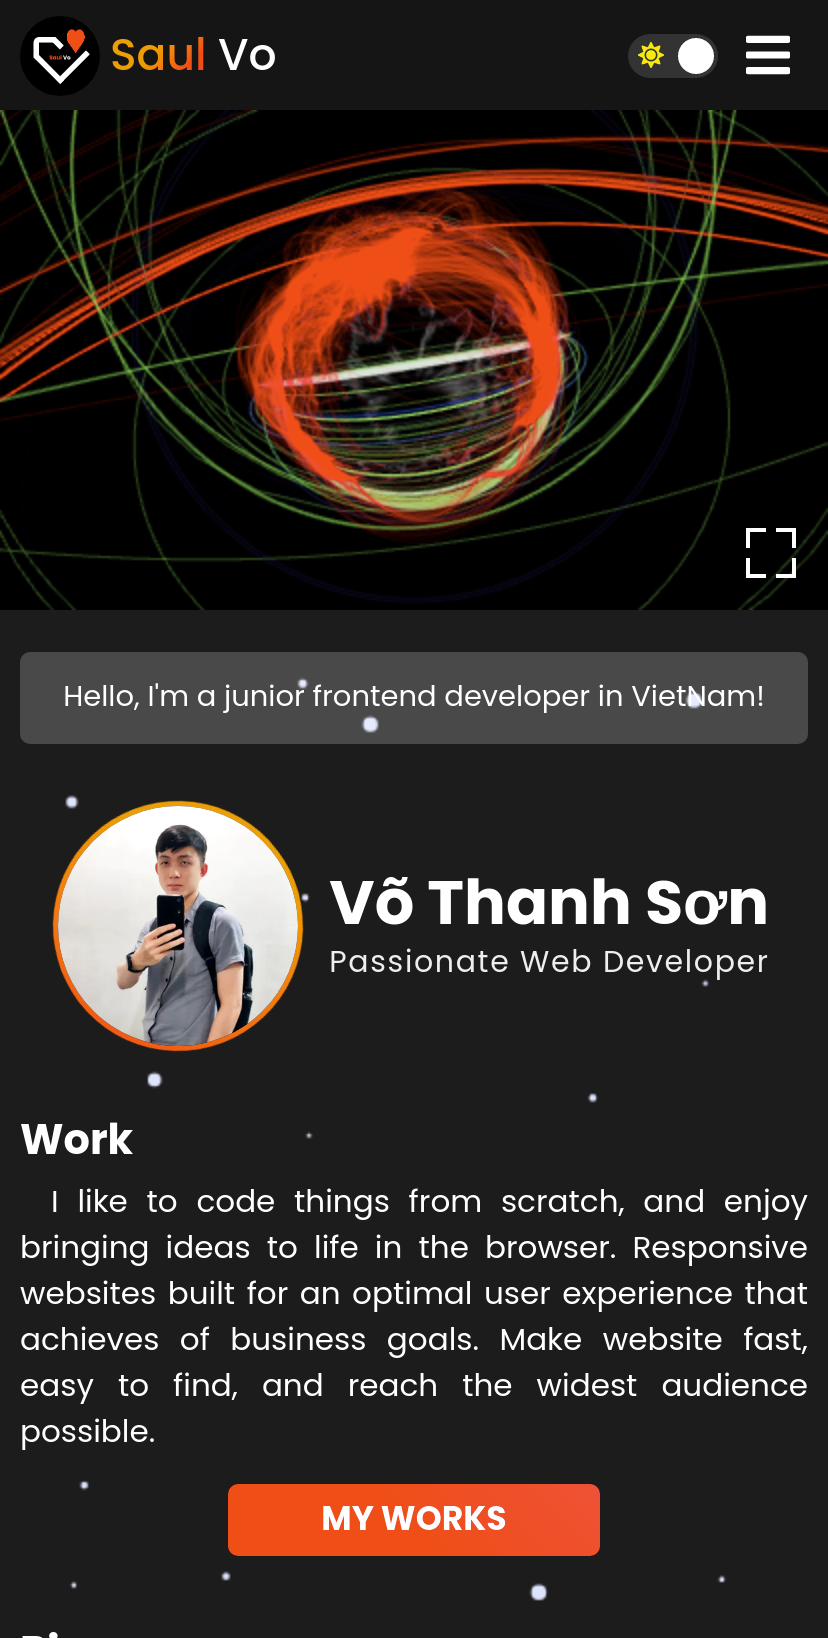 Saul Vo
Saul Vo
Hello, I'm a junior frontend developer in VietNam!
Võ Thanh Sơn
Passionate Web Developer
Work
I like to code things from scratch, and enjoy
bringing ideas to life in the browser. Responsive
websites built for an optimal user experience that
achieves of business goals. Make website fast,
easy to find, and reach the widest audience
possible.
MY WORKS